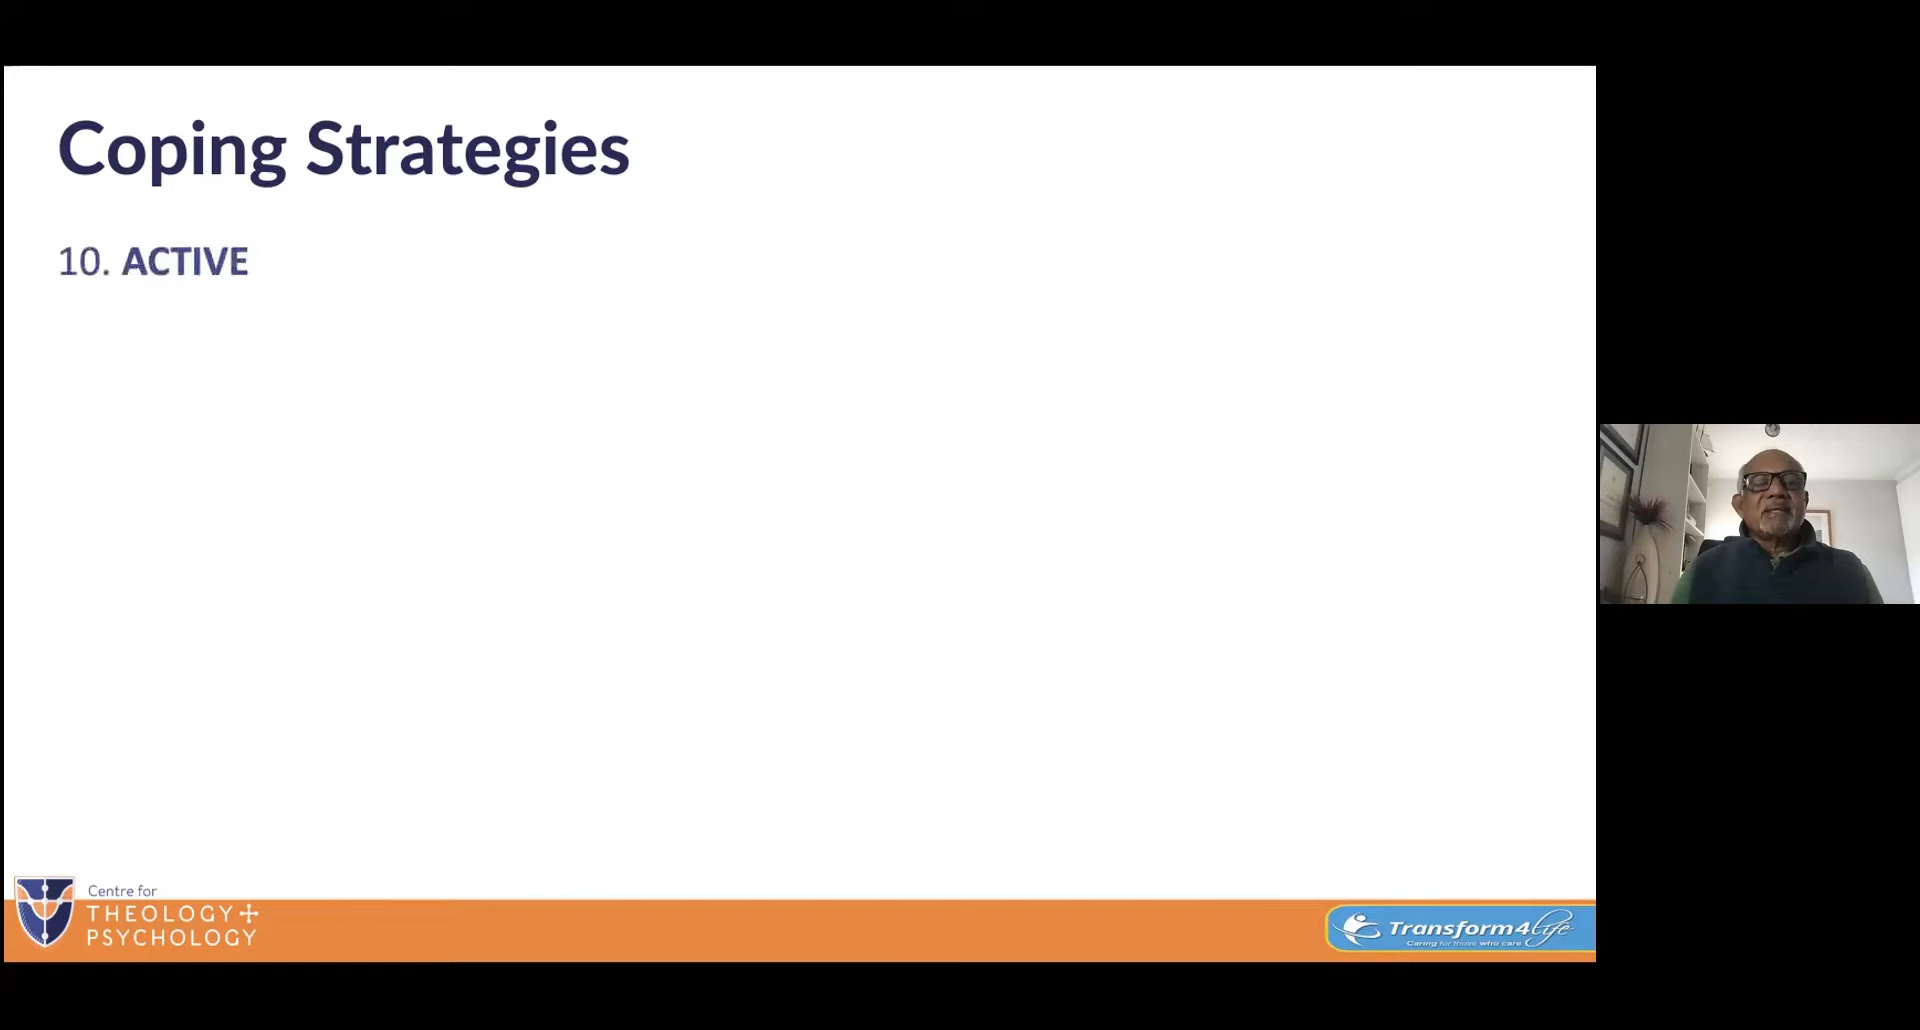 Coping Strategies
10. ACTIVE
Centre for
THEOLOGY+
PSYCHOLOGY
Transform4life
Caring for those who care